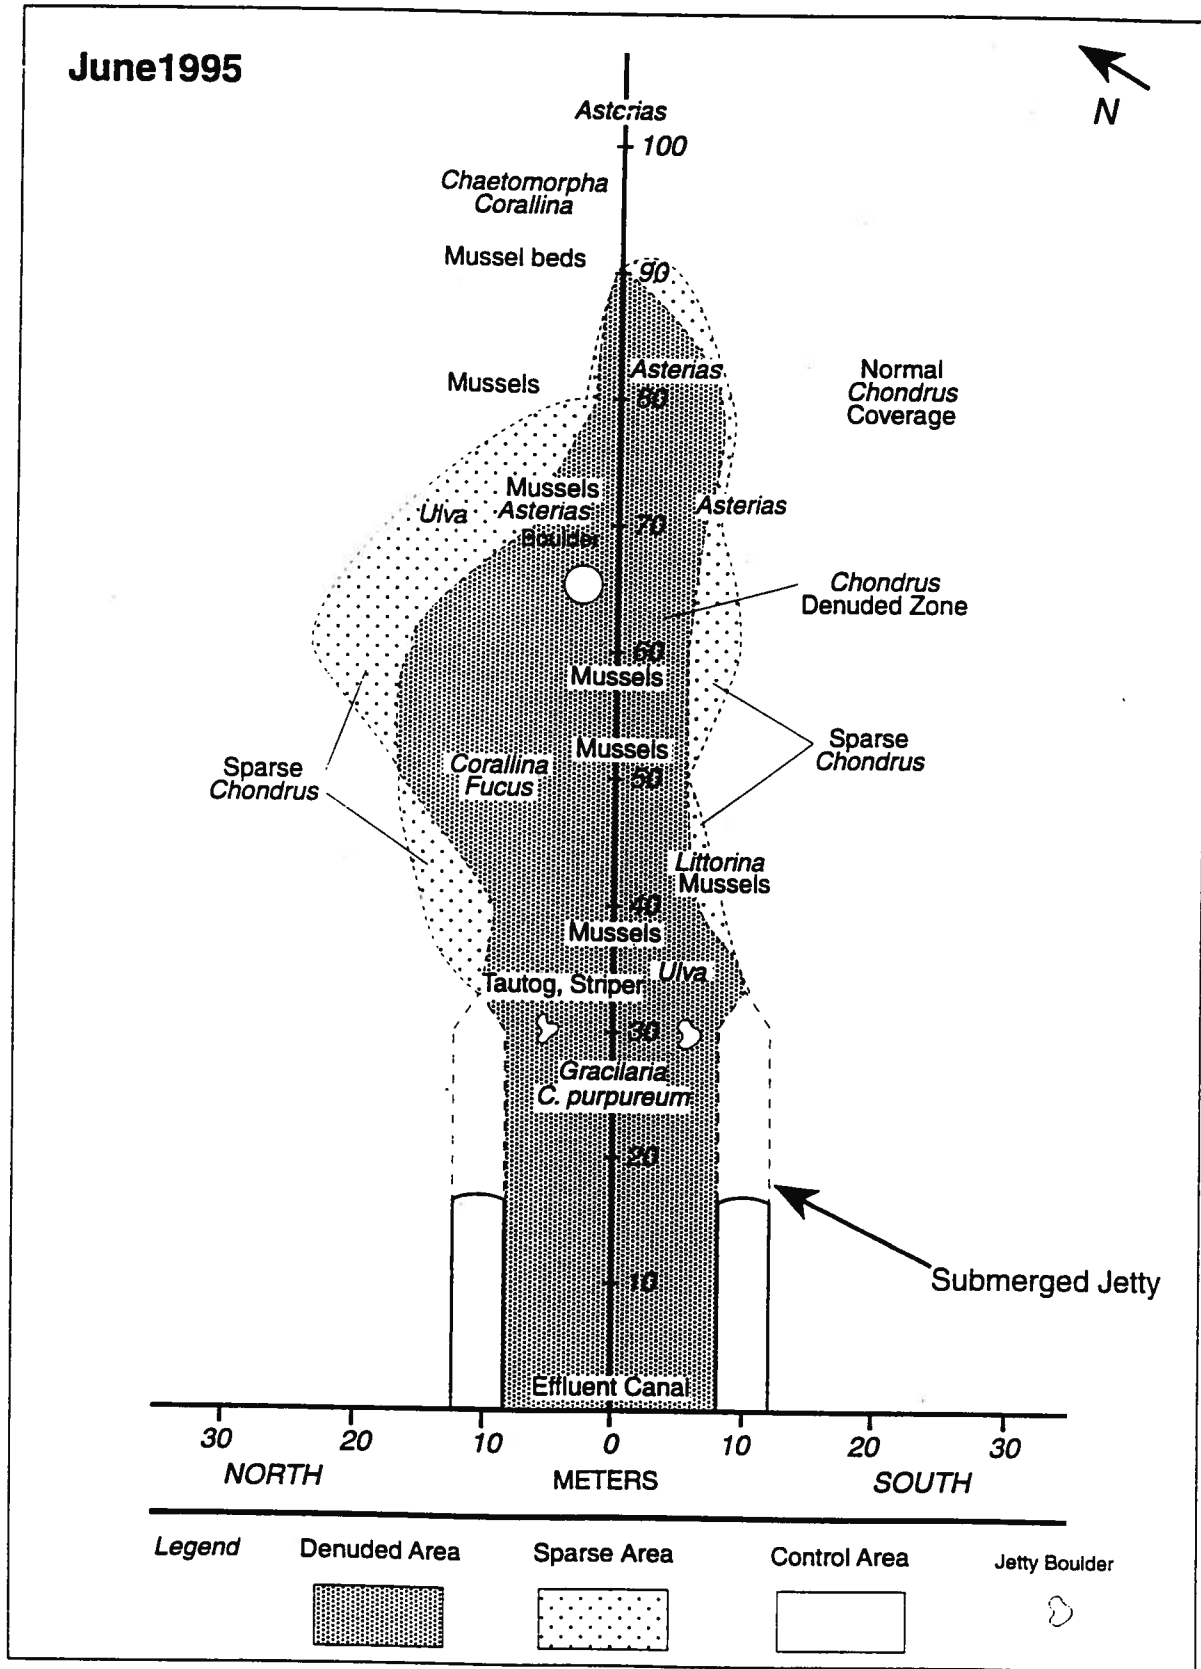 June1995
N
Asterias
100
Chaetomorpha
Corallina
Mussel beds
90
Mussels
Asterias
80
Normal
Chondrus
Coverage
Mussels
Asterias
Ulva
Boulder
70
Asterias
Chondrus
Denuded Zone
60
Mussels
Sparse
Chondrus
Corallina
Fucus
Mussels
50
Sparse
Chondrus
Littorina
Mussels
40
Mussels
Ulva
Tautog, Striper
30
Gracilaria
C. purpureum
20
10
Submerged Jetty
Effluent Canal
30 20 10 0 10 20 30
NORTH METERS SOUTH
Legend Denuded Area Sparse Area Control Area Jetty Boulder